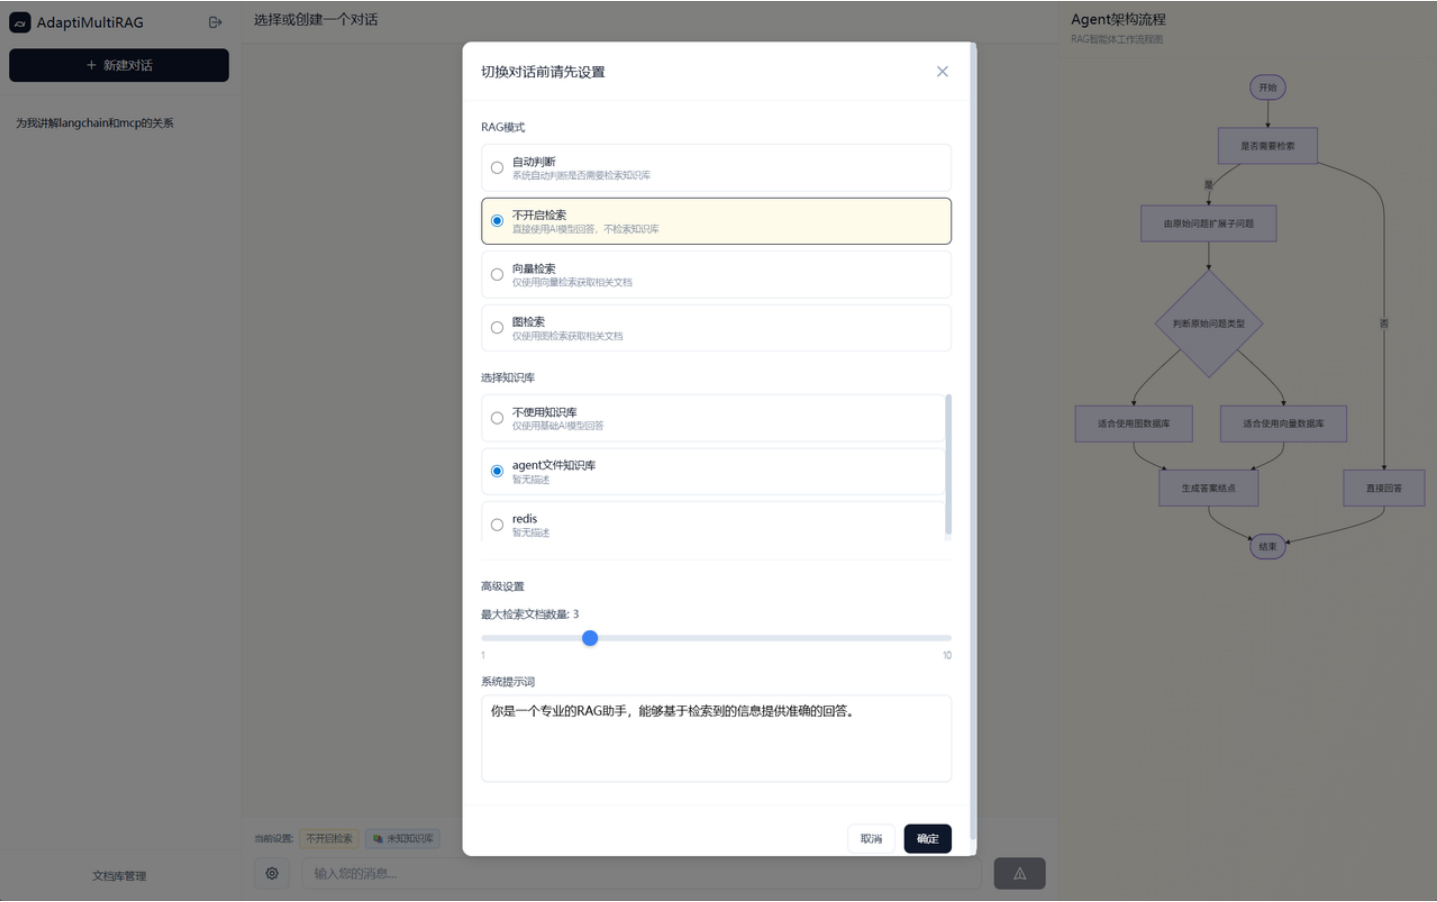 AdaptiMultiRAG
+ 新建对话
为我讲解langchain和mcp的关系
文档库管理
选择或创建一个对话
切换对话前请先设置
RAG模式
自动判断
系统自动判断是否需要检索知识库
不开启检索
直接使用AI模型回答，不检索知识库
向量检索
仅使用向量检索获取相关文档
图检索
仅使用图检索获取相关文档
选择知识库
不使用知识库
仅使用基础AI模型回答
agent文件知识库
暂无描述
redis
暂无描述
高级设置
最大检索文档数量: 3
1
10
系统提示词
你是一个专业的RAG助手，能够基于检索到的信息提供准确的回答。
取消
确定
当前设置:
不开启检索
未知知识库
输入您的消息...
Agent架构流程
RAG智能体工作流程图
开始
是否需要检索
是
由原始问题扩展子问题
判断原始问题类型
否
适合使用图数据库
适合使用向量数据库
生成答案结点
直接回答
结束